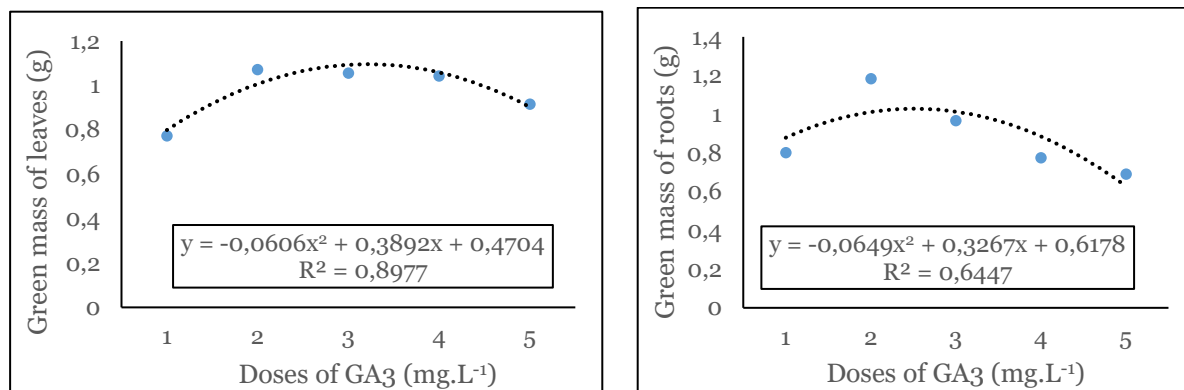 Green mass of leaves (g)
1,2
1
0,8
0,6
0,4
0,2
0
y = -0,0606x² + 0,3892x + 0,4704
R² = 0,8977
1 2 3 4 5
Doses of GA3 (mg.L⁻¹)
Green mass of roots (g)
1,4
1,2
1
0,8
0,6
0,4
0,2
0
y = -0,0649x² + 0,3267x + 0,6178
R² = 0,6447
1 2 3 4 5
Doses of GA3 (mg.L⁻¹)